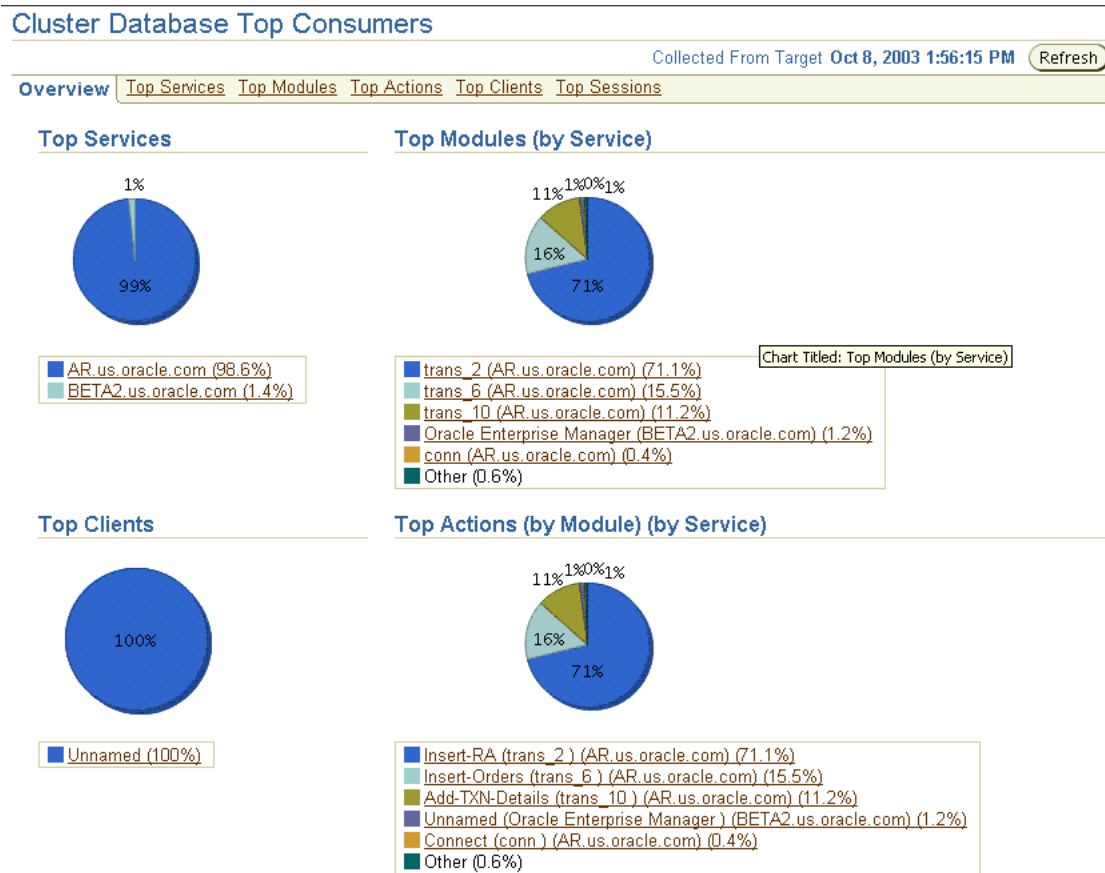 Cluster Database Top Consumers
Collected From Target Oct 8, 2003 1:56:15 PM Refresh
Overview Top Services Top Modules Top Actions Top Clients Top Sessions
Top Services
1%
99%
AR.us.oracle.com (98.6%)
BETA2.us.oracle.com (1.4%)
Top Modules (by Service)
11% 1% 0% 1%
16%
71%
Chart Titled: Top Modules (by Service)
trans_2 (AR.us.oracle.com) (71.1%)
trans_6 (AR.us.oracle.com) (15.5%)
trans_10 (AR.us.oracle.com) (11.2%)
Oracle Enterprise Manager (BETA2.us.oracle.com) (1.2%)
conn (AR.us.oracle.com) (0.4%)
Other (0.6%)
Top Clients
100%
Unnamed (100%)
Top Actions (by Module) (by Service)
11% 1% 0% 1%
16%
71%
Insert-RA (trans_2 ) (AR.us.oracle.com) (71.1%)
Insert-Orders (trans_6 ) (AR.us.oracle.com) (15.5%)
Add-TXN-Details (trans_10 ) (AR.us.oracle.com) (11.2%)
Unnamed (Oracle Enterprise Manager ) (BETA2.us.oracle.com) (1.2%)
Connect (conn ) (AR.us.oracle.com) (0.4%)
Other (0.6%)